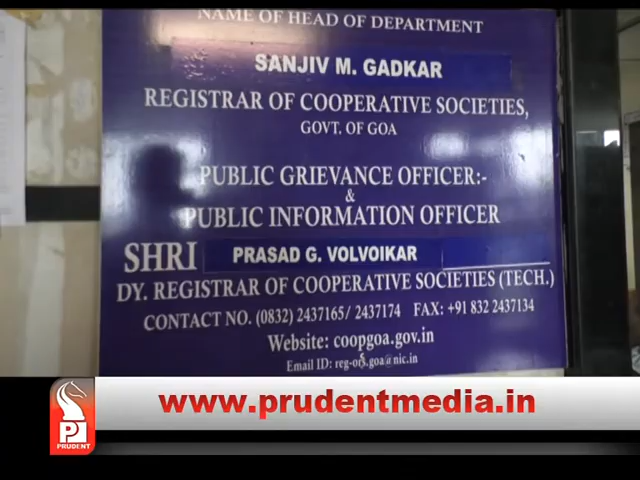 NAME OF HEAD OF DEPARTMENT
SANJIV M. GADKAR
REGISTRAR OF COOPERATIVE SOCIETIES,
GOVT. OF GOA
PUBLIC GRIEVANCE OFFICER:-
&
PUBLIC INFORMATION OFFICER
SHRI PRASAD G. VOLVOIKAR
DY. REGISTRAR OF COOPERATIVE SOCIETIES (TECH.)
CONTACT NO. (0832) 2437165/ 2437174 FAX: +91 832 2437134
Website: coopgoa.gov.in
Email ID:
www.prudentmedia.in
PRUDENT